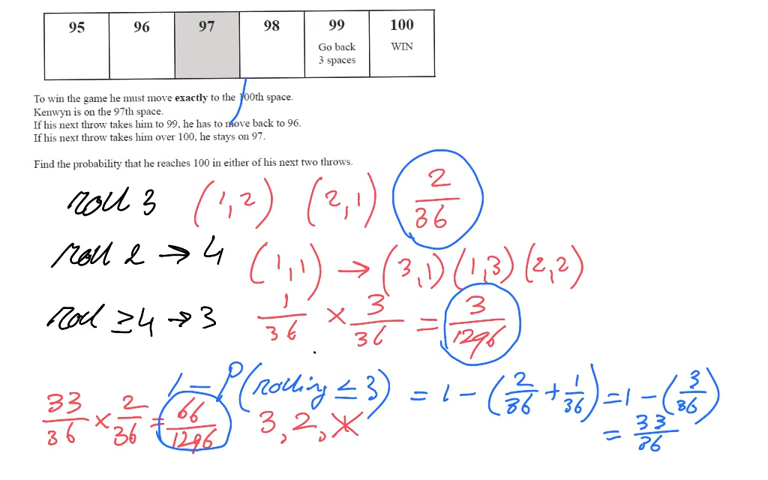 95 96 97 98 99 100
Go back WIN
3 spaces
To win the game he must move exactly to the 100th space.
Kenwyn is on the 97th space.
If his next throw takes him to 99, he has to move back to 96.
If his next throw takes him over 100, he stays on 97.
Find the probability that he reaches 100 in either of his next two throws.
roll 3 (1,2) (2,1) 2/36
roll 2 → 4 (1,1) → (3,1) (1,3) (2,2)
roll ≥4 → 3 1/36 × 3/36 = 3/1296
1 - P(rolling ≤ 3) = 1 - (2/36 + 1/36) = 1 - (3/36)
33/36 × 2/36 = 66/1296 3, 2, = 33/36